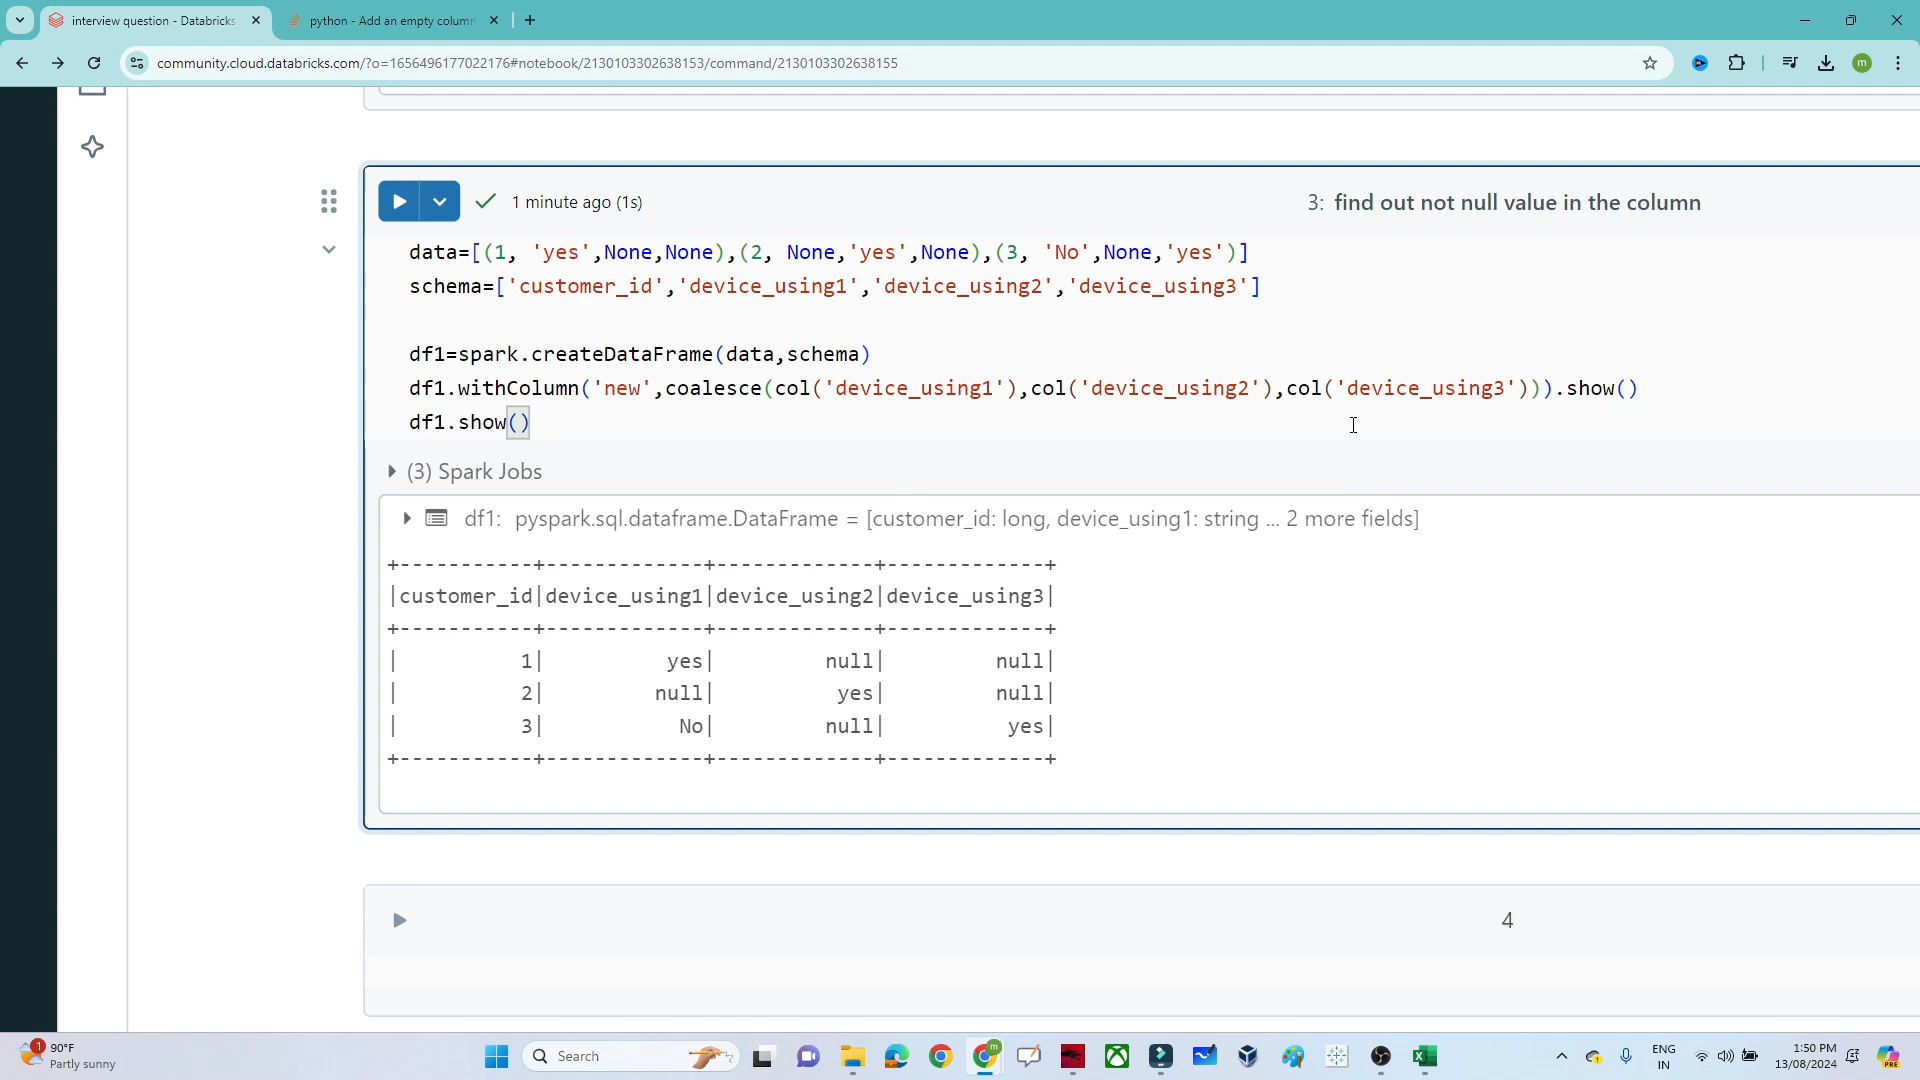 interview question - Databricks
python - Add an empty column
community.cloud.databricks.com/?o=1656496177022176#notebook/2130103302638153/command/2130103302638155
m
1 minute ago (1s)
3: find out not null value in the column
data=[(1, 'yes',None,None),(2, None,'yes',None),(3, 'No',None,'yes')]
schema=['customer_id','device_using1','device_using2','device_using3']
df1=spark.createDataFrame(data,schema)
df1.withColumn('new',coalesce(col('device_using1'),col('device_using2'),col('device_using3'))).show()
df1.show()
(3) Spark Jobs
df1: pyspark.sql.dataframe.DataFrame = [customer_id: long, device_using1: string ... 2 more fields]
+-----------+-------------+-------------+-------------+
|customer_id|device_using1|device_using2|device_using3|
+-----------+-------------+-------------+-------------+
|          1|          yes|         null|         null|
|          2|         null|          yes|         null|
|          3|           No|         null|          yes|
+-----------+-------------+-------------+-------------+
4
1
90°F
Partly sunny
Search
m
ENG
IN
1:50 PM
13/08/2024
PRE